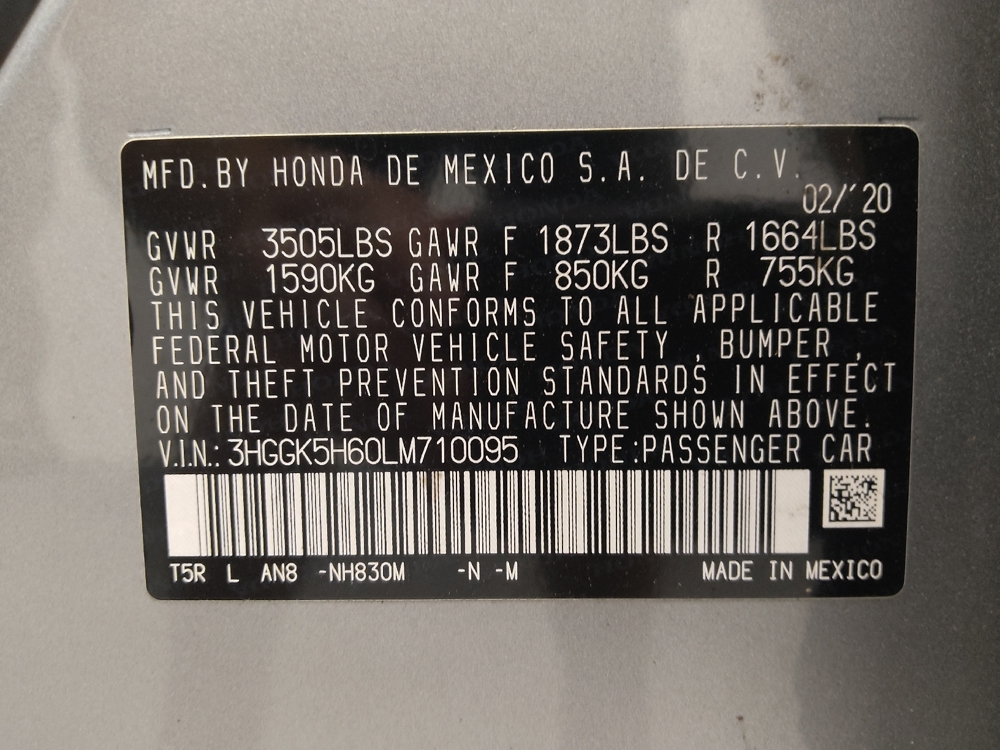 MFD.BY HONDA DE MEXICO S.A. DE C.V.
02/'20
GVWR 3505LBS GAWR F 1873LBS R 1664LBS
GVWR 1590KG GAWR F 850KG R 755KG
THIS VEHICLE CONFORMS TO ALL APPLICABLE
FEDERAL MOTOR VEHICLE SAFETY , BUMPER ,
AND THEFT PREVENTION STANDARDS IN EFFECT
ON THE DATE OF MANUFACTURE SHOWN ABOVE.
V.I.N.: 3HGGK5H60LM710095 TYPE:PASSENGER CAR
T5R L AN8 -NH830M -N -M MADE IN MEXICO